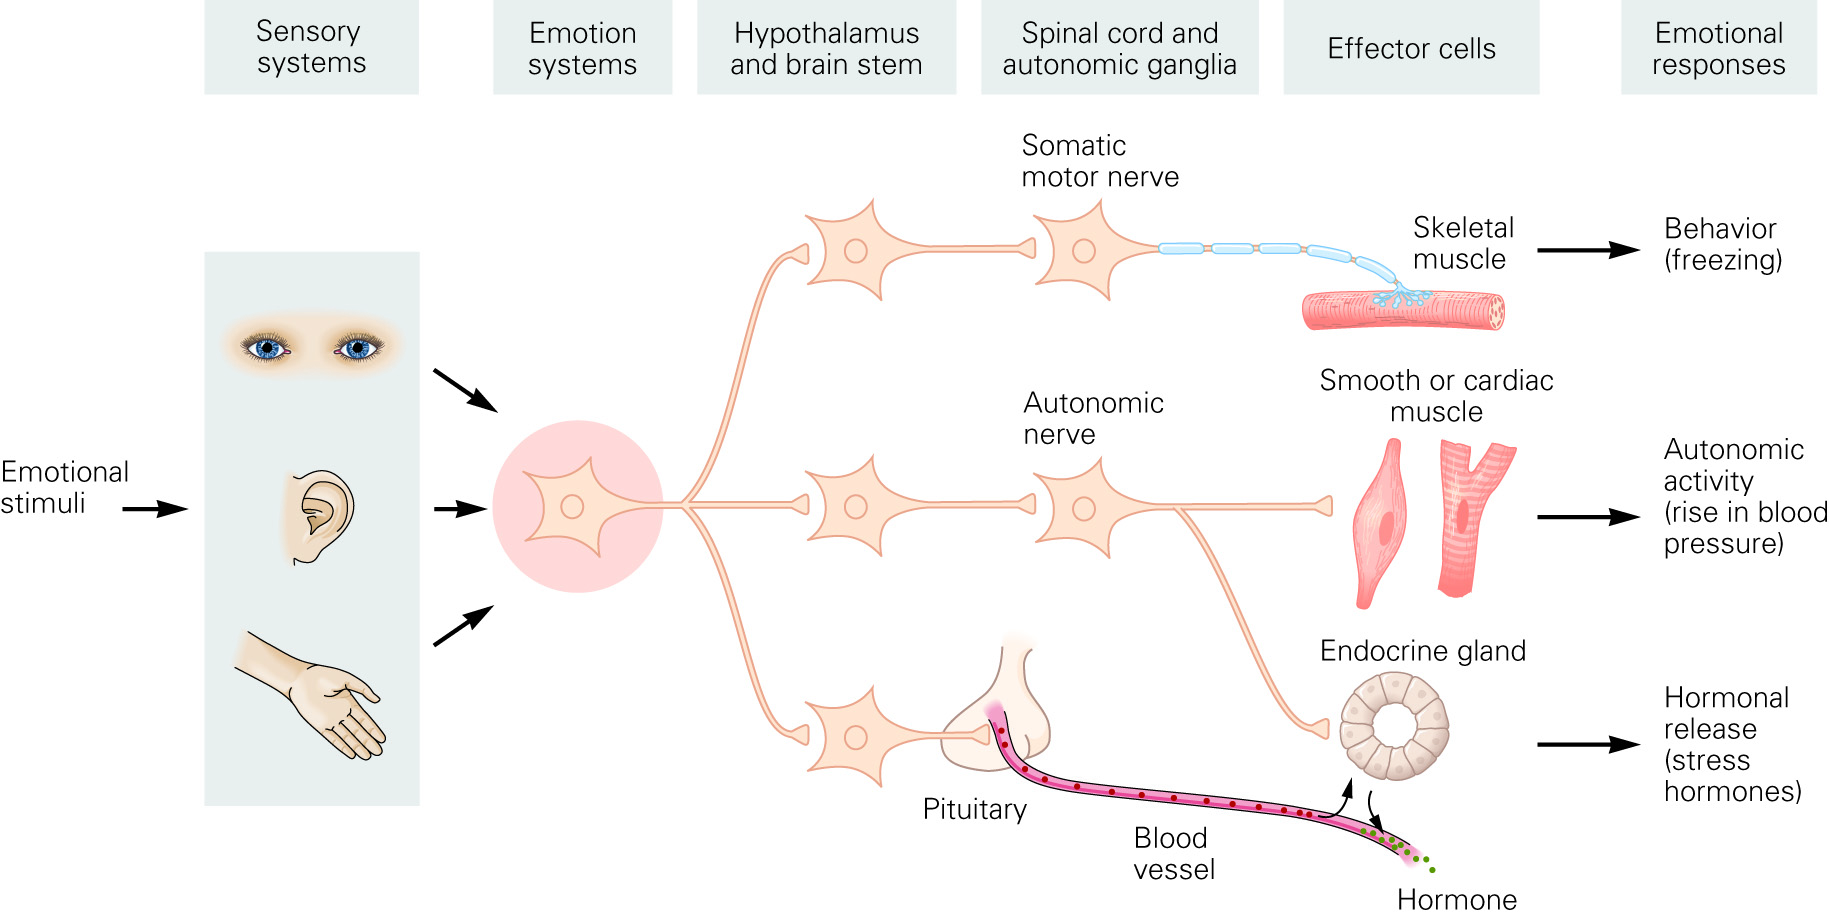 Sensory
systems
Emotion
systems
Hypothalamus
and brain stem
Spinal cord and
autonomic ganglia
Effector cells
Emotional
responses
Somatic
motor nerve
Skeletal
muscle
Behavior
(freezing)
Smooth or cardiac
muscle
Autonomic
nerve
Emotional
stimuli
Autonomic
activity
(rise in blood
pressure)
Endocrine gland
Hormonal
release
(stress
hormones)
Pituitary
Blood
vessel
Hormone